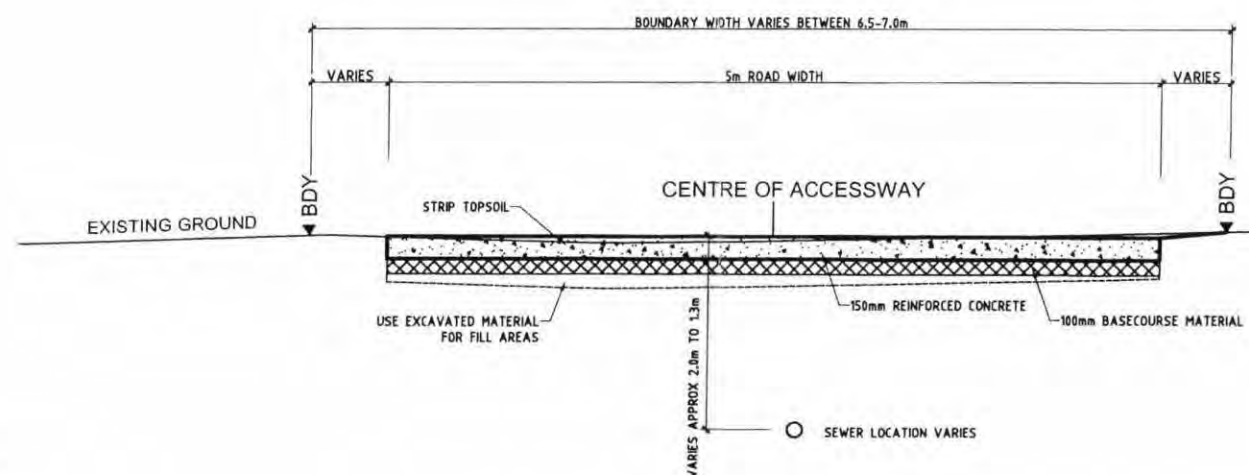 BOUNDARY WIDTH VARIES BETWEEN 6.5-7.0m
VARIES
5m ROAD WIDTH
VARIES
BDY
BDY
CENTRE OF ACCESSWAY
STRIP TOPSOIL
EXISTING GROUND
USE EXCAVATED MATERIAL
FOR FILL AREAS
150mm REINFORCED CONCRETE
100mm BASECOURSE MATERIAL
VARIES APPROX 2.0m TO 1.3m
SEWER LOCATION VARIES